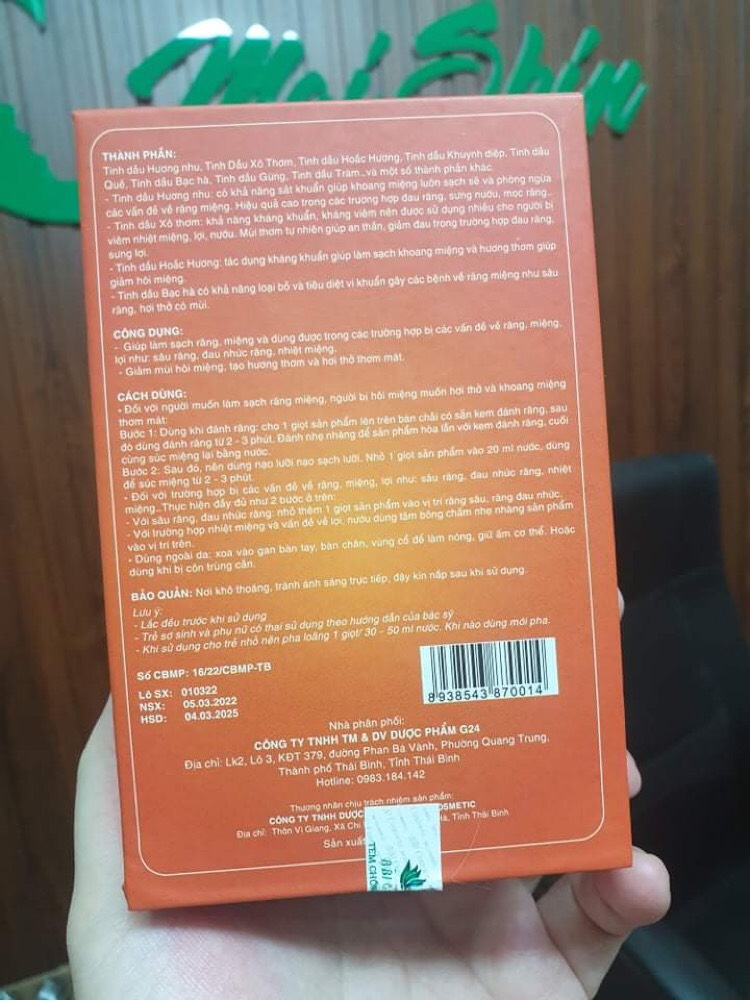 Mai Shin
THÀNH PHẦN:
Tinh dầu Hương nhu, Tinh Dầu Xô Thơm, Tinh dầu Hoắc Hương, Tinh dầu Khuynh diệp, Tinh dầu
Quế, Tinh dầu Bạc hà, Tinh dầu Gừng, Tinh dầu Tràm..và một số thành phần khác.
- Tinh dầu Hương nhu: có khả năng sát khuẩn giúp khoang miệng luôn sạch sẽ và phòng ngừa
các vấn đề về răng miệng. Hiệu quả cao trong các trường hợp đau răng, sưng nướu, mọc răng..
- Tinh dầu Xô thơm: khả năng kháng khuẩn, kháng viêm nên được sử dụng nhiều cho người bị
viêm nhiệt miệng, lợi, nướu. Mùi thơm tự nhiên giúp an thần, giảm đau trong trường hợp đau răng,
sưng lợi.
- Tinh dầu Hoắc Hương: tác dụng kháng khuẩn giúp làm sạch khoang miệng và hương thơm giúp
giảm hôi miệng.
- Tinh dầu Bạc hà có khả năng loại bỏ và tiêu diệt vi khuẩn gây các bệnh về răng miệng như sâu
răng, hơi thở có mùi.
CÔNG DỤNG:
- Giúp làm sạch răng, miệng và dùng được trong các trường hợp bị các vấn đề về răng, miệng,
lợi như: sâu răng, đau nhức răng, nhiệt miệng.
- Giảm mùi hôi miệng, tạo hương thơm và hơi thở thơm mát.
CÁCH DÙNG:
- Đối với người muốn làm sạch răng miệng, người bị hôi miệng muốn hơi thở và khoang miệng
thơm mát:
Bước 1: Dùng khi đánh răng: cho 1 giọt sản phẩm lên trên bàn chải có sẵn kem đánh răng, sau
đó dùng đánh răng từ 2 - 3 phút. Đánh nhẹ nhàng để sản phẩm hòa lẫn với kem đánh răng, cuối
cùng súc miệng lại bằng nước.
Bước 2: Sau đó, nên dùng nạo lưỡi nạo sạch lưỡi. Nhỏ 1 giọt sản phẩm vào 20 ml nước, dùng
để súc miệng từ 2 - 3 phút.
- Đối với trường hợp bị các vấn đề về răng, miệng, lợi như: sâu răng, đau nhức răng, nhiệt
miệng...Thực hiện đầy đủ như 2 bước ở trên:
- Với sâu răng, đau nhức răng: nhỏ thêm 1 giọt sản phẩm vào vị trí răng sâu, răng đau nhức.
- Với trường hợp nhiệt miệng và vấn đề về lợi, nướu dùng tăm bông chấm nhẹ nhàng sản phẩm
vào vị trí trên.
- Dùng ngoài da: xoa vào gan bàn tay, bàn chân, vùng cổ để làm nóng, giữ ấm cơ thể. Hoặc
dùng khi bị côn trùng cắn.
BẢO QUẢN: Nơi khô thoáng, tránh ánh sáng trực tiếp, đậy kín nắp sau khi sử dụng.
Lưu ý:
- Lắc đều trước khi sử dụng
- Trẻ sơ sinh và phụ nữ có thai sử dụng theo hướng dẫn của bác sỹ
- Khi sử dụng cho trẻ nhỏ nên pha loãng 1 giọt/ 30 - 50 ml nước. Khi nào dùng mới pha.
Số CBMP: 16/22/CBMP-TB
Lô SX: 010322
NSX: 05.03.2022
HSD: 04.03.2025
8 938543 870014
Nhà phân phối:
CÔNG TY TNHH TM & DV DƯỢC PHẨM G24
Địa chỉ: Lk2, Lô 3, KĐT 379, đường Phan Bá Vành, Phường Quang Trung,
Thành phố Thái Bình, Tỉnh Thái Bình
Hotline: 0983.184.142
Thương nhân chịu trách nhiệm sản phẩm:
CÔNG TY TNHH DƯỢC COSMETIC
Địa chỉ: Thôn Vị Giang, Xã Chí Hà, Tỉnh Thái Bình
Sản xuất
TEM CHỐ